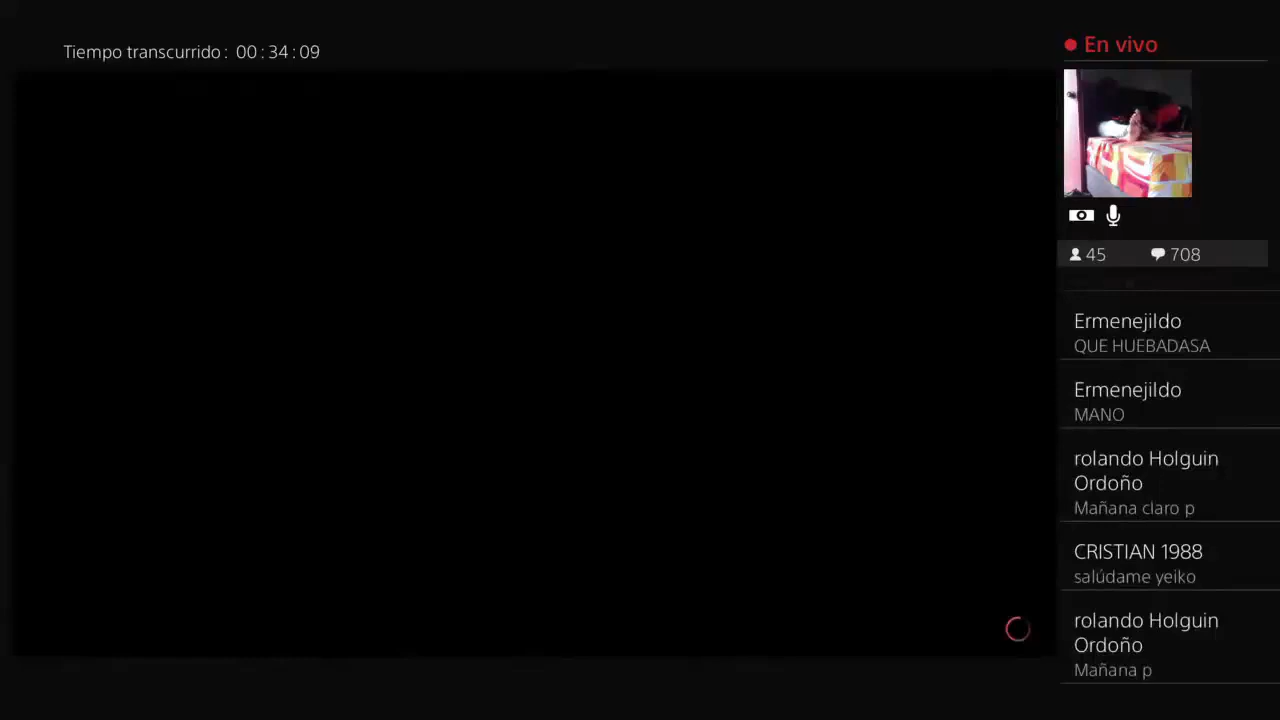 Tiempo transcurrido : 00 : 34 : 09
En vivo
45 708
Ermenejildo
QUE HUEBADASA
Ermenejildo
MANO
rolando Holguin
Ordoño
Mañana claro p
CRISTIAN 1988
salúdame yeiko
rolando Holguin
Ordoño
Mañana p